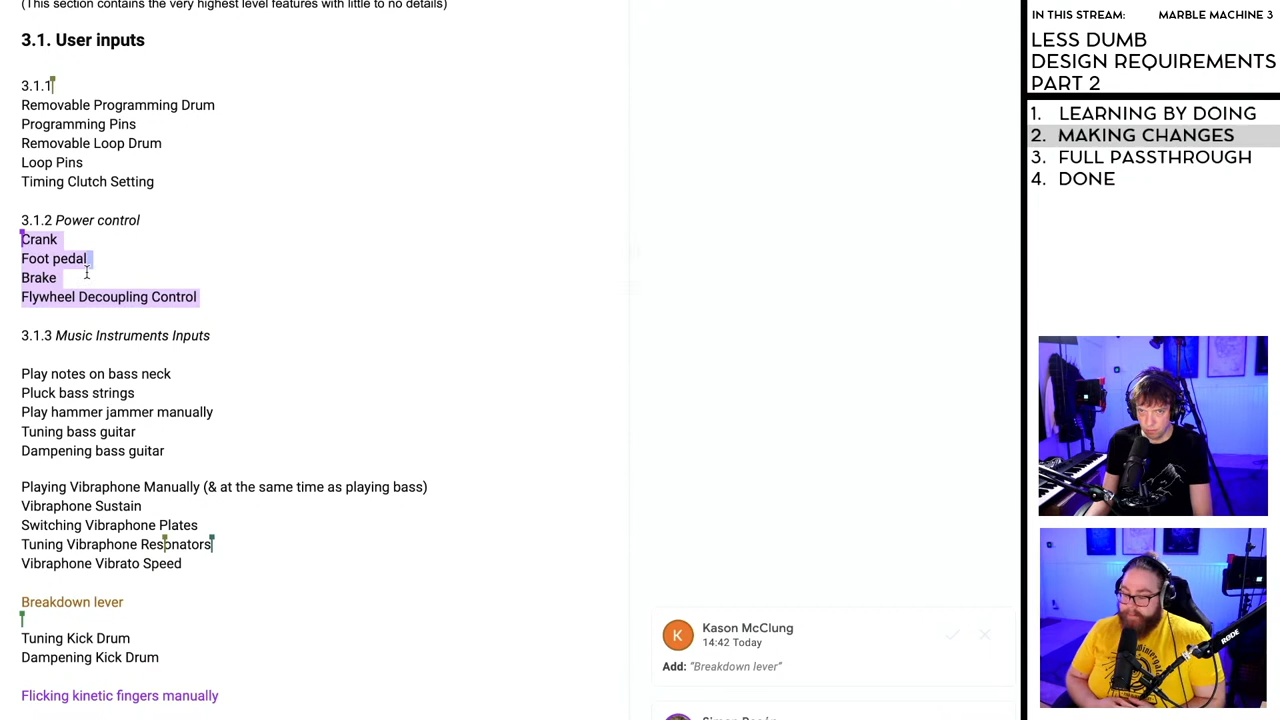 (This section contains the very highest level features with little to no details)
3.1. User inputs
3.1.1
Removable Programming Drum
Programming Pins
Removable Loop Drum
Loop Pins
Timing Clutch Setting
3.1.2 Power control
Crank
Foot pedal
Brake
Flywheel Decoupling Control
3.1.3 Music Instruments Inputs
Play notes on bass neck
Pluck bass strings
Play hammer jammer manually
Tuning bass guitar
Dampening bass guitar
Playing Vibraphone Manually (& at the same time as playing bass)
Vibraphone Sustain
Switching Vibraphone Plates
Tuning Vibraphone Resonators
Vibraphone Vibrato Speed
Breakdown lever
Tuning Kick Drum
Dampening Kick Drum
Flicking kinetic fingers manually
K
Kason McClung
14:42 Today
Add: "Breakdown lever"
IN THIS STREAM: MARBLE MACHINE 3
LESS DUMB
DESIGN REQUIREMENTS
PART 2
1. LEARNING BY DOING
2. MAKING CHANGES
3. FULL PASSTHROUGH
4. DONE
RØDE